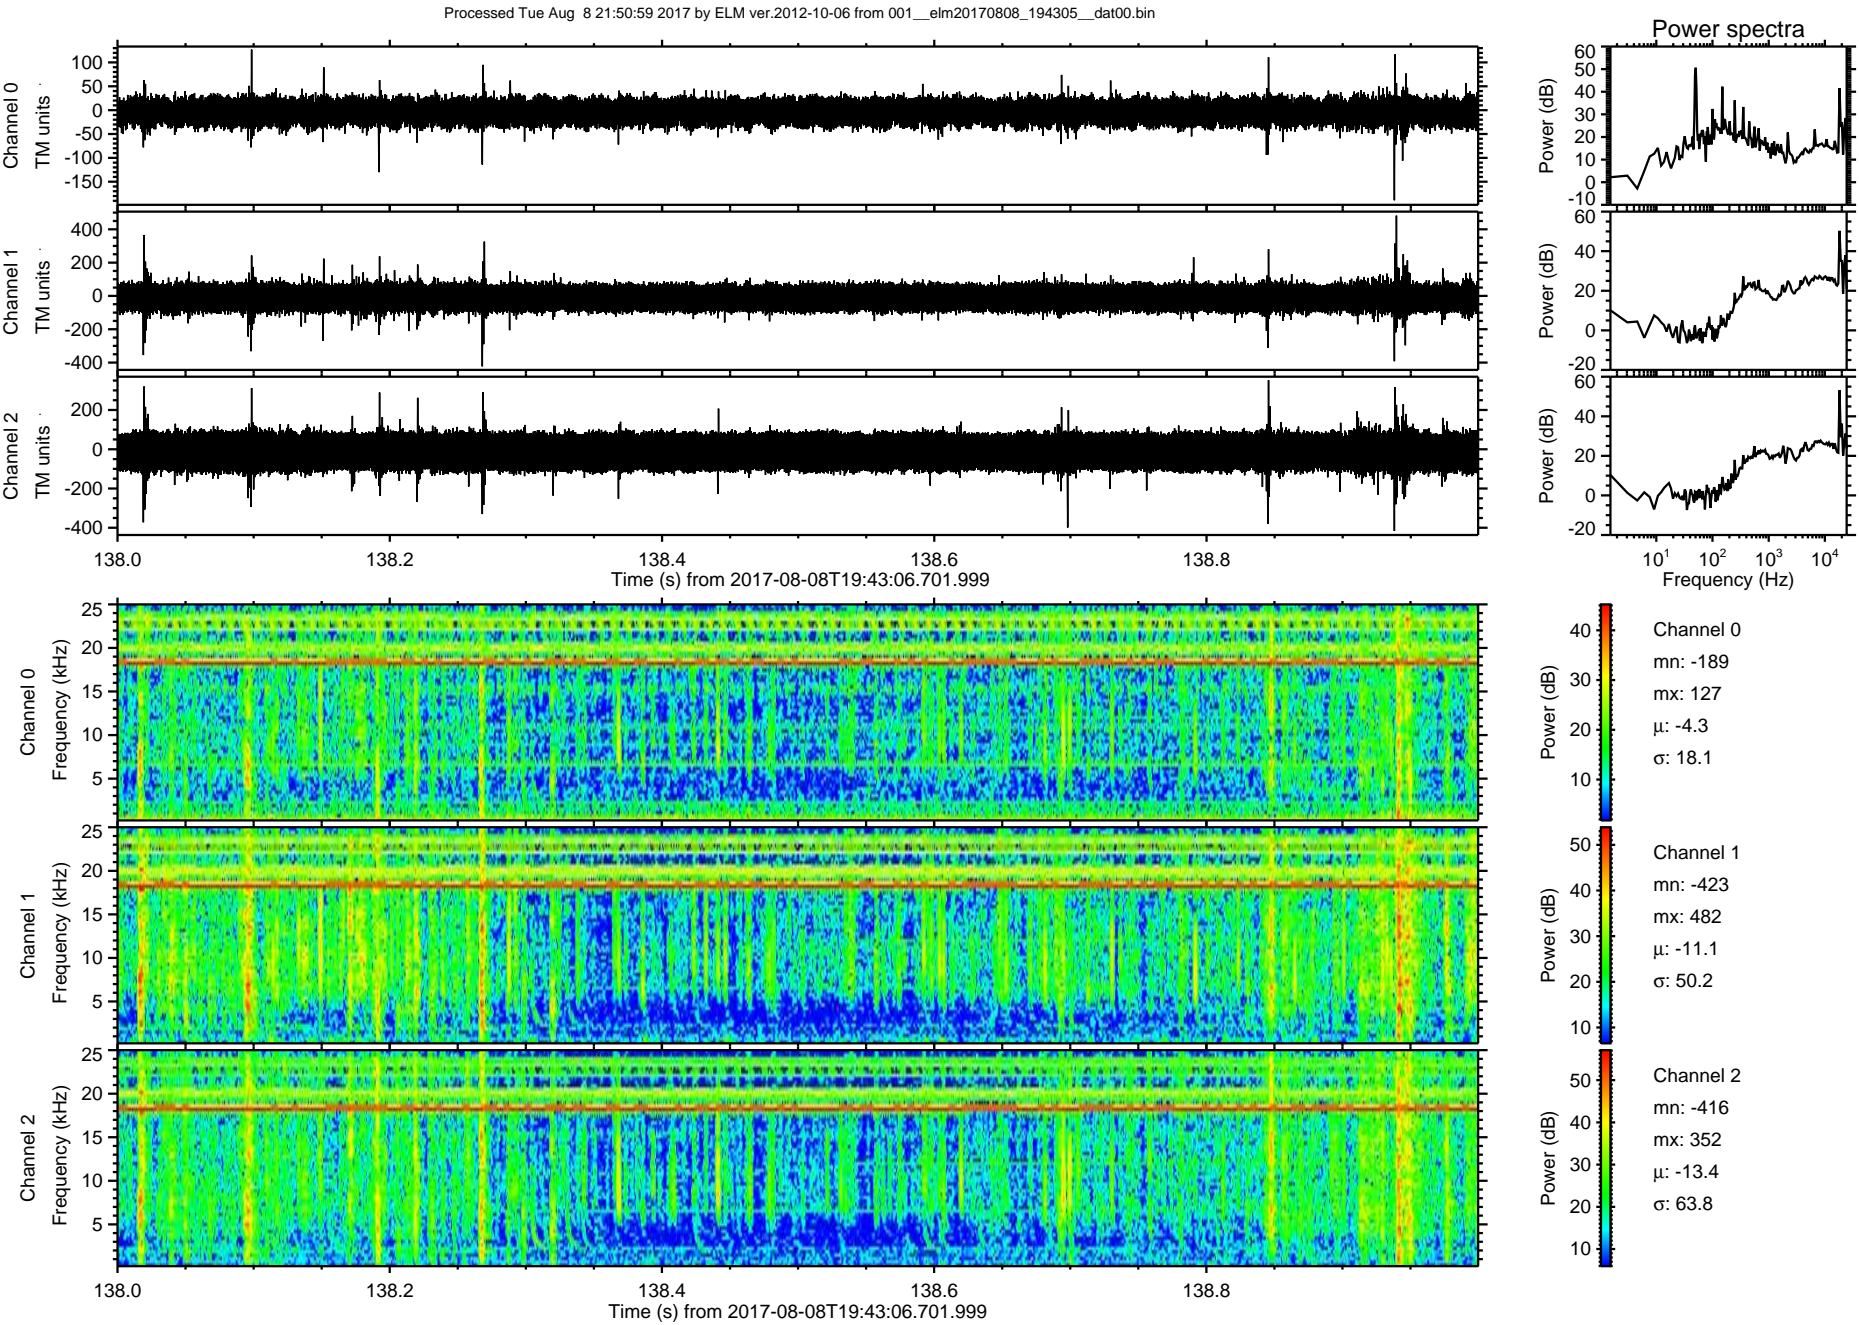 Processed Tue Aug  8 21:50:59 2017 by ELM ver.2012-10-06 from 001__elm20170808_194305__dat00.bin
Power spectra
Channel 0
TM units
100
50
0
-50
-100
-150
Power (dB)
60
50
40
30
20
10
0
-10
Channel 1
TM units
400
200
0
-200
-400
Power (dB)
60
40
20
0
-20
Channel 2
TM units
200
0
-200
-400
Power (dB)
60
40
20
0
-20
138.0 138.2 138.4 138.6 138.8
Time (s) from 2017-08-08T19:43:06.701.999
10^1 10^2 10^3 10^4
Frequency (Hz)
Channel 0
Frequency (kHz)
25
20
15
10
5
Power (dB)
40
30
20
10
Channel 0
mn: -189
mx: 127
μ: -4.3
σ: 18.1
Channel 1
Frequency (kHz)
25
20
15
10
5
Power (dB)
50
40
30
20
10
Channel 1
mn: -423
mx: 482
μ: -11.1
σ: 50.2
Channel 2
Frequency (kHz)
25
20
15
10
5
Power (dB)
50
40
30
20
10
Channel 2
mn: -416
mx: 352
μ: -13.4
σ: 63.8
138.0 138.2 138.4 138.6 138.8
Time (s) from 2017-08-08T19:43:06.701.999